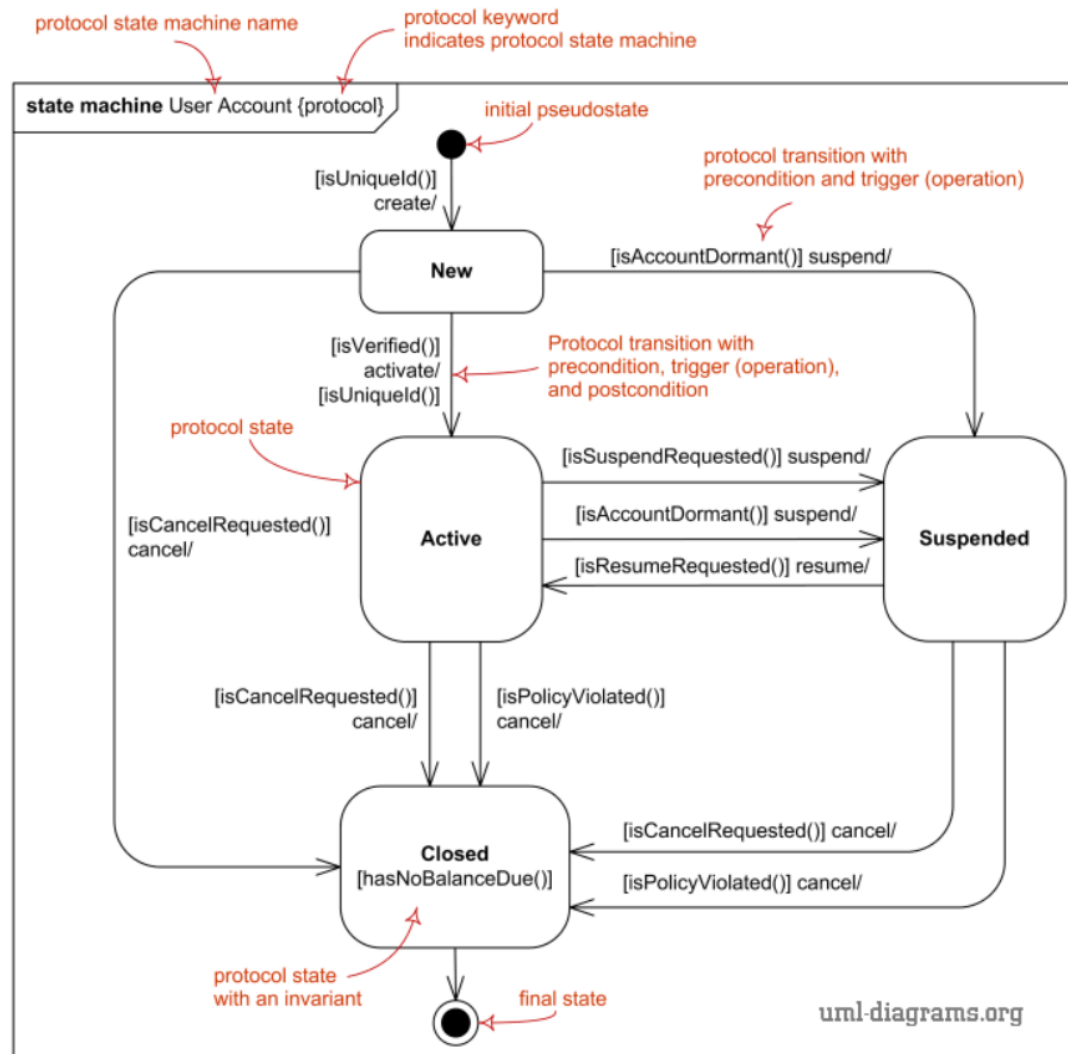 protocol state machine name
protocol keyword
indicates protocol state machine
state machine User Account {protocol}
initial pseudostate
[isUniqueId()]
create/
protocol transition with
precondition and trigger (operation)
New
[isAccountDormant()] suspend/
[isVerified()]
activate/
[isUniqueId()]
Protocol transition with
precondition, trigger (operation),
and postcondition
protocol state
[isSuspendRequested()] suspend/
[isCancelRequested()]
cancel/
Active
[isAccountDormant()] suspend/
Suspended
[isResumeRequested()] resume/
[isCancelRequested()]
cancel/
[isPolicyViolated()]
cancel/
Closed
[hasNoBalanceDue()]
[isCancelRequested()] cancel/
[isPolicyViolated()] cancel/
protocol state
with an invariant
final state
uml-diagrams.org